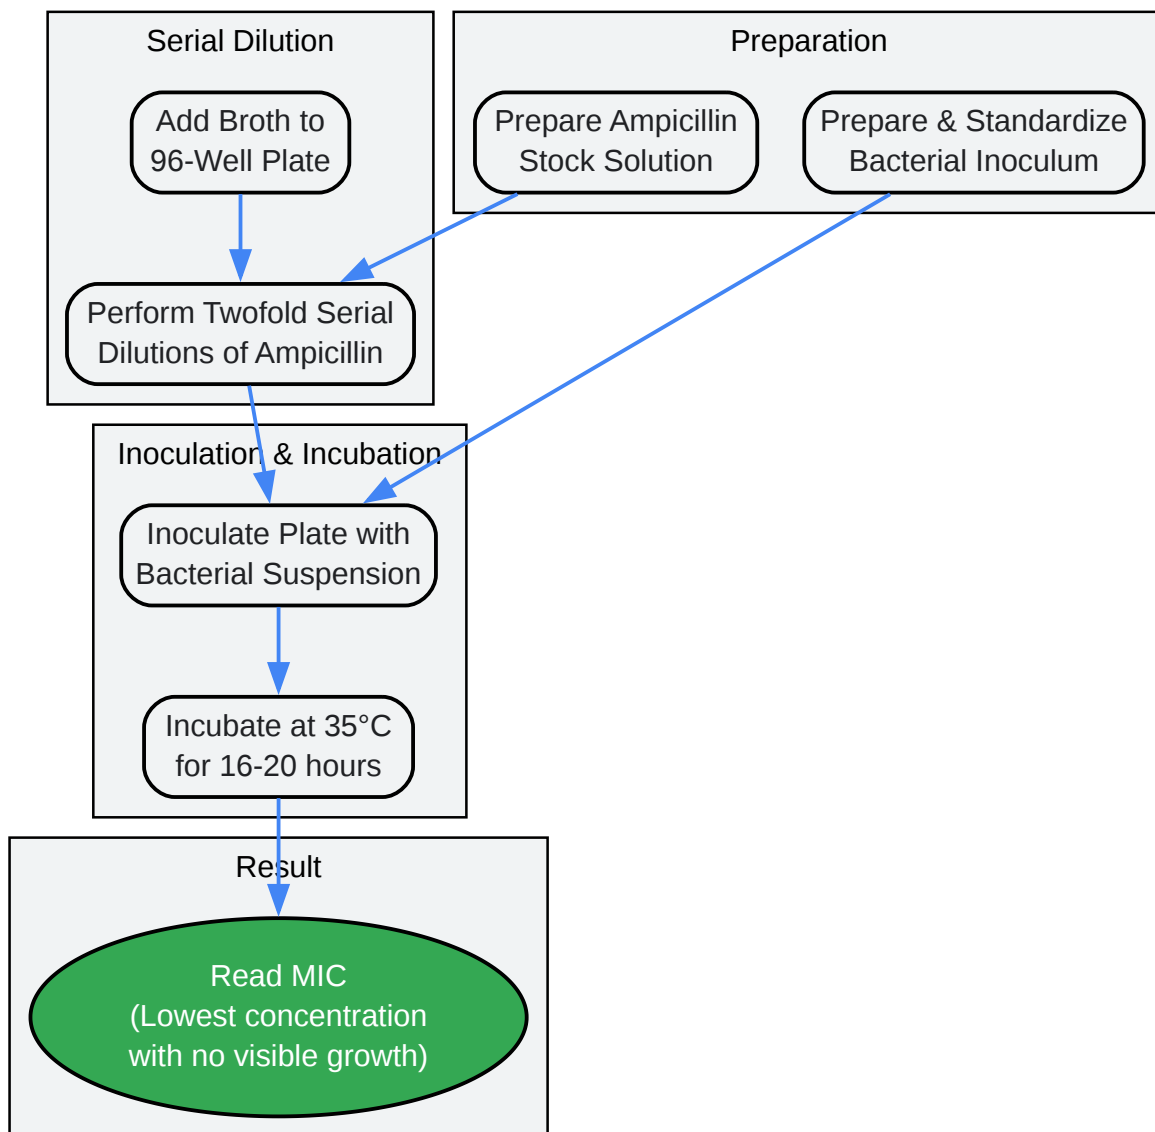 Serial Dilution
Add Broth to
96-Well Plate
Perform Twofold Serial
Dilutions of Ampicillin
Preparation
Prepare Ampicillin
Stock Solution
Prepare & Standardize
Bacterial Inoculum
Inoculation & Incubation
Inoculate Plate with
Bacterial Suspension
Incubate at 35°C
for 16-20 hours
Result
Read MIC
(Lowest concentration
with no visible growth)